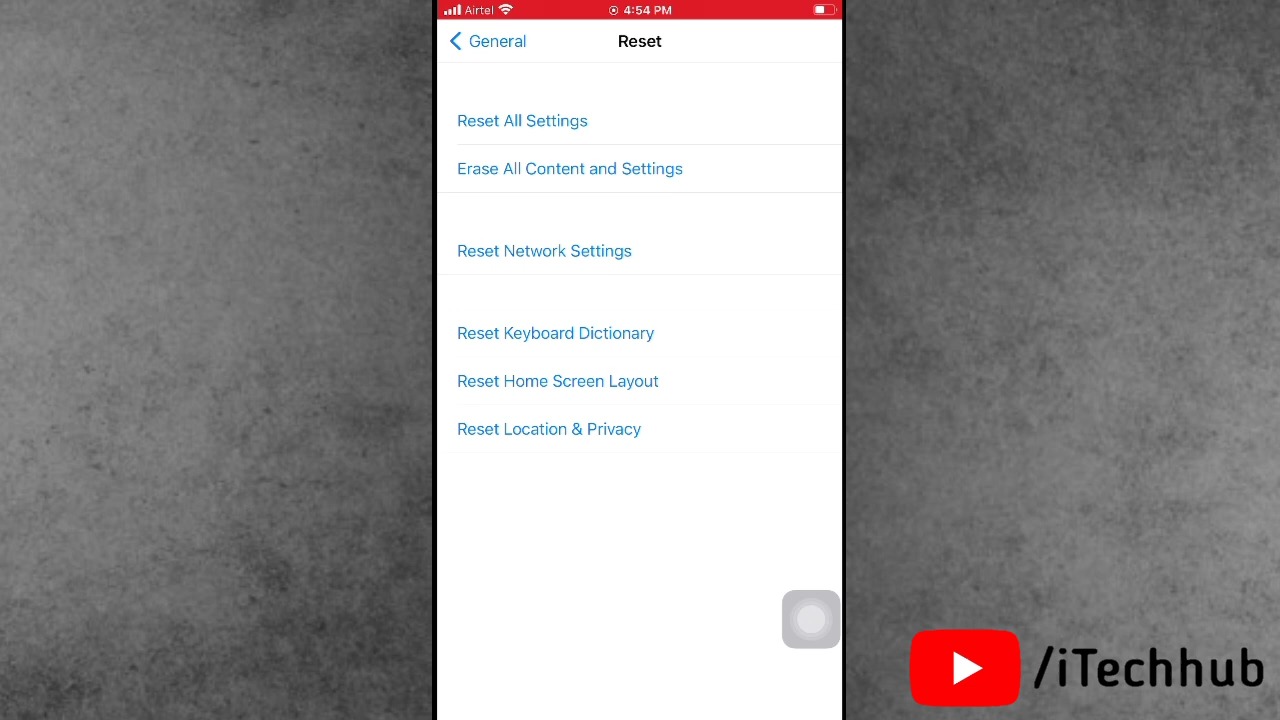 Airtel 4:54 PM
General Reset
Reset All Settings
Erase All Content and Settings
Reset Network Settings
Reset Keyboard Dictionary
Reset Home Screen Layout
Reset Location & Privacy
/iTechhub